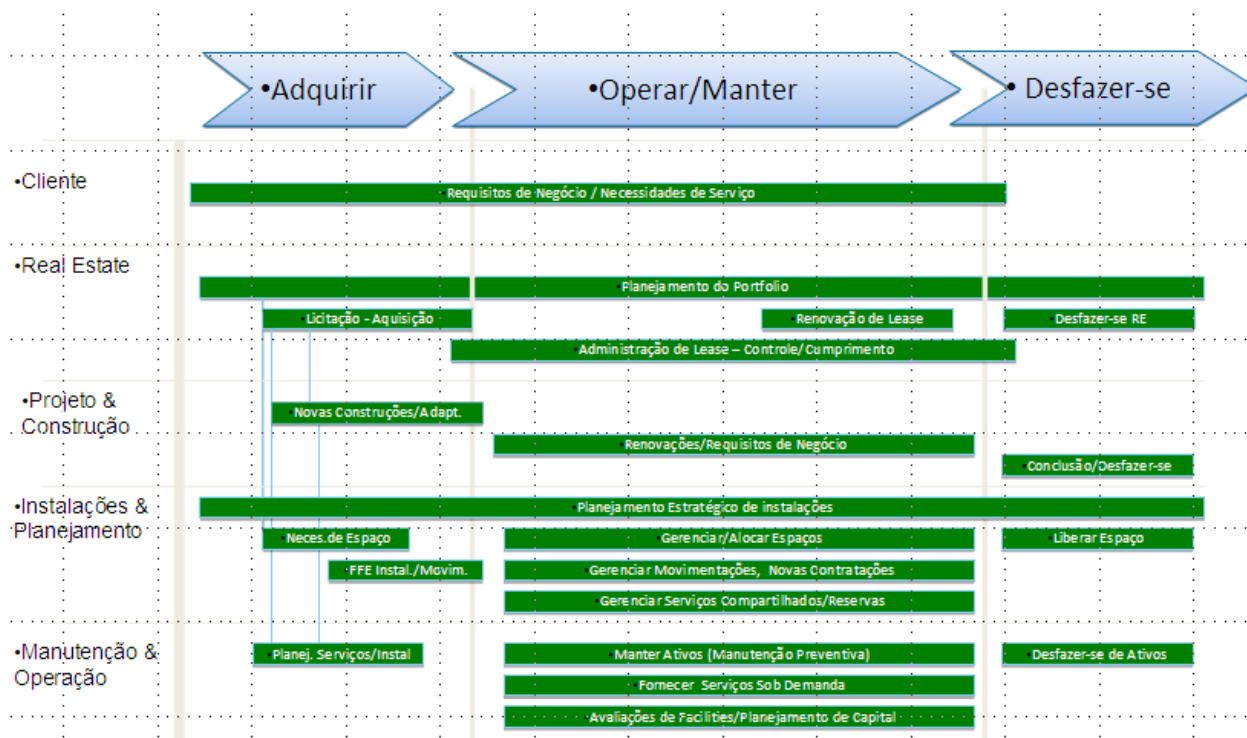 •Adquirir
•Operar/Manter
• Desfazer-se
•Cliente
•Requisitos de Negócio / Necessidades de Serviço
•Real Estate
•Planejamento do Portfolio
•Licitação - Aquisição
•Renovação de Lease
•Desfazer-se RE
•Administração de Lease – Controle/Cumprimento
•Projeto &
Construção
•Novas Construções/Adapt.
•Renovações/Requisitos de Negócio
•Conclusão/Desfazer-se
•Instalações &
Planejamento
•Planejamento Estratégico de instalações
•Neces.de Espaço
•Gerenciar/Alocar Espaços
•Liberar Espaço
•FFE Instal./Movim.
•Gerenciar Movimentações, Novas Contratações
•Gerenciar Serviços Compartilhados/Reservas
•Manutenção &
Operação
•Planej. Serviços/Instal
•Manter Ativos (Manutenção Preventiva)
•Desfazer-se de Ativos
•Fornecer Serviços Sob Demanda
•Avaliações de Facilities/Planejamento de Capital